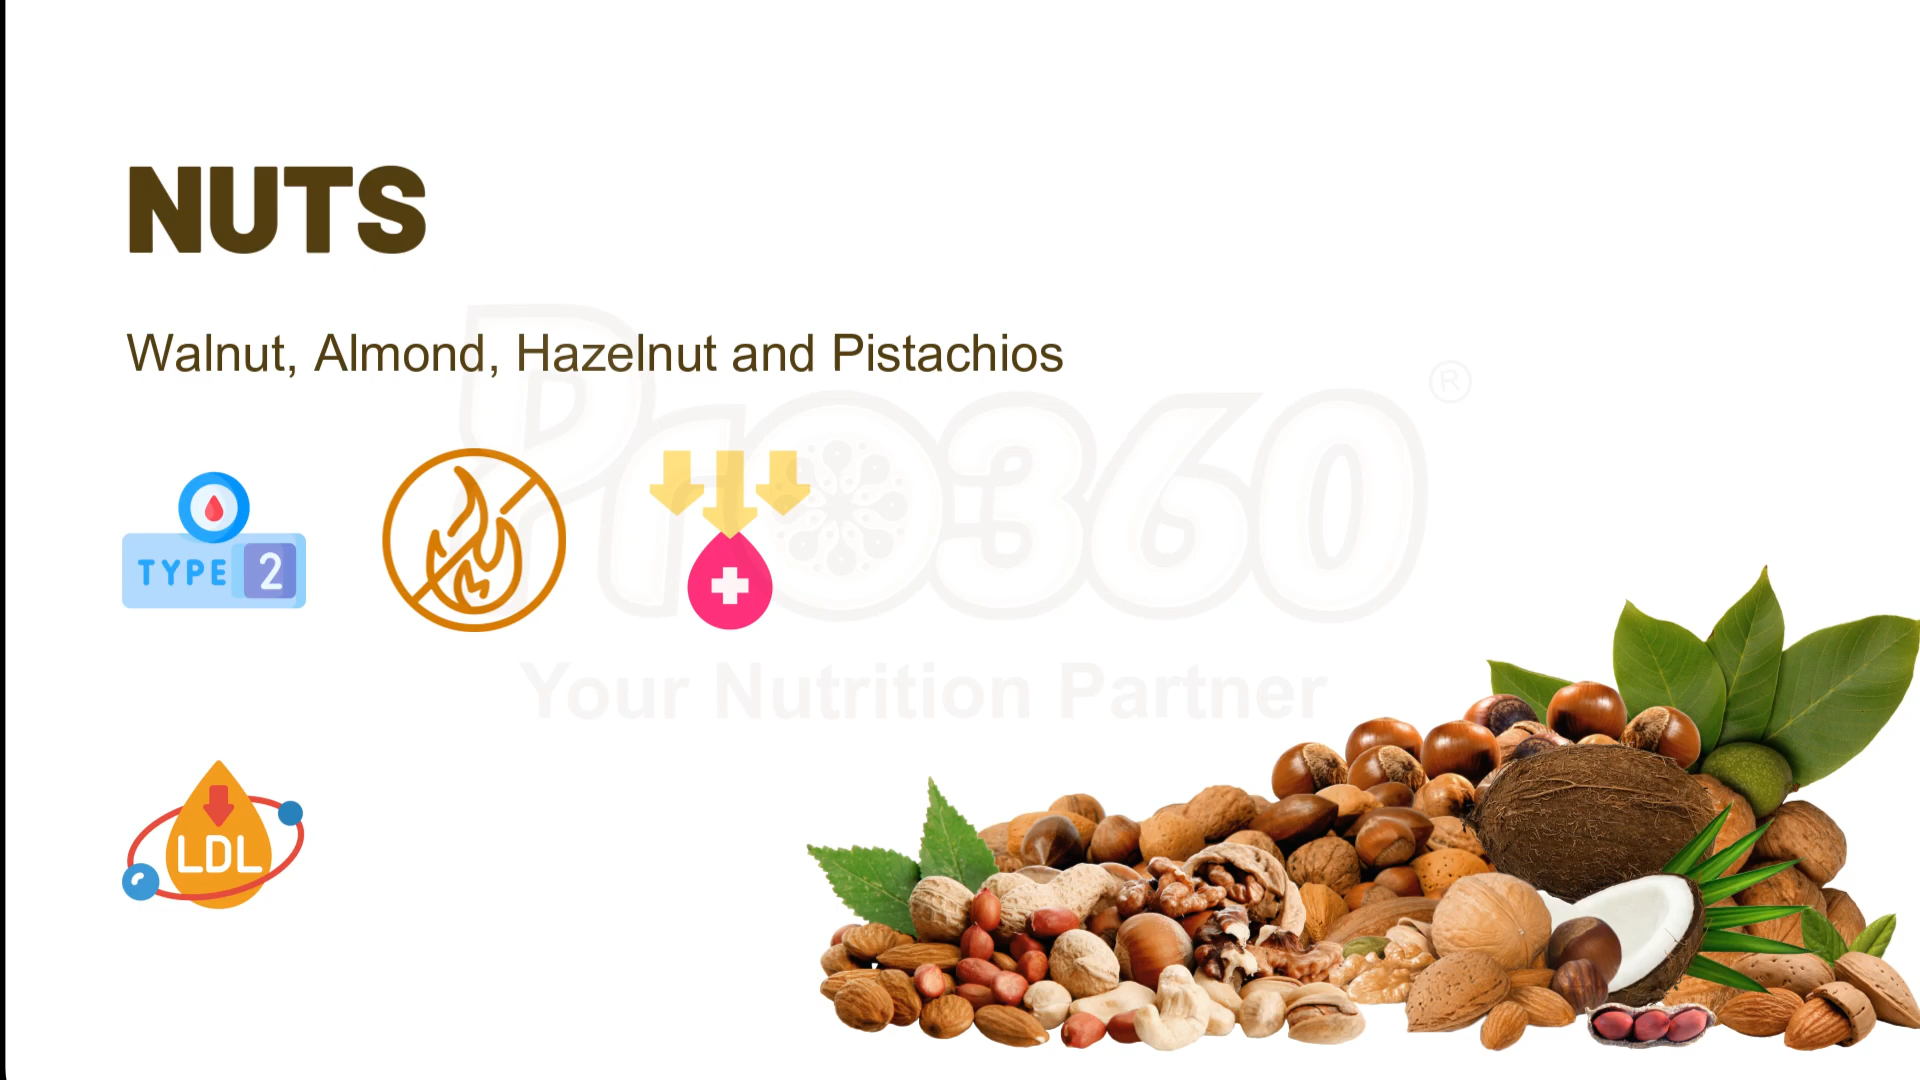 NUTS
Walnut, Almond, Hazelnut and Pistachios
PrO360®
TYPE 2
Your Nutrition Partner
LDL